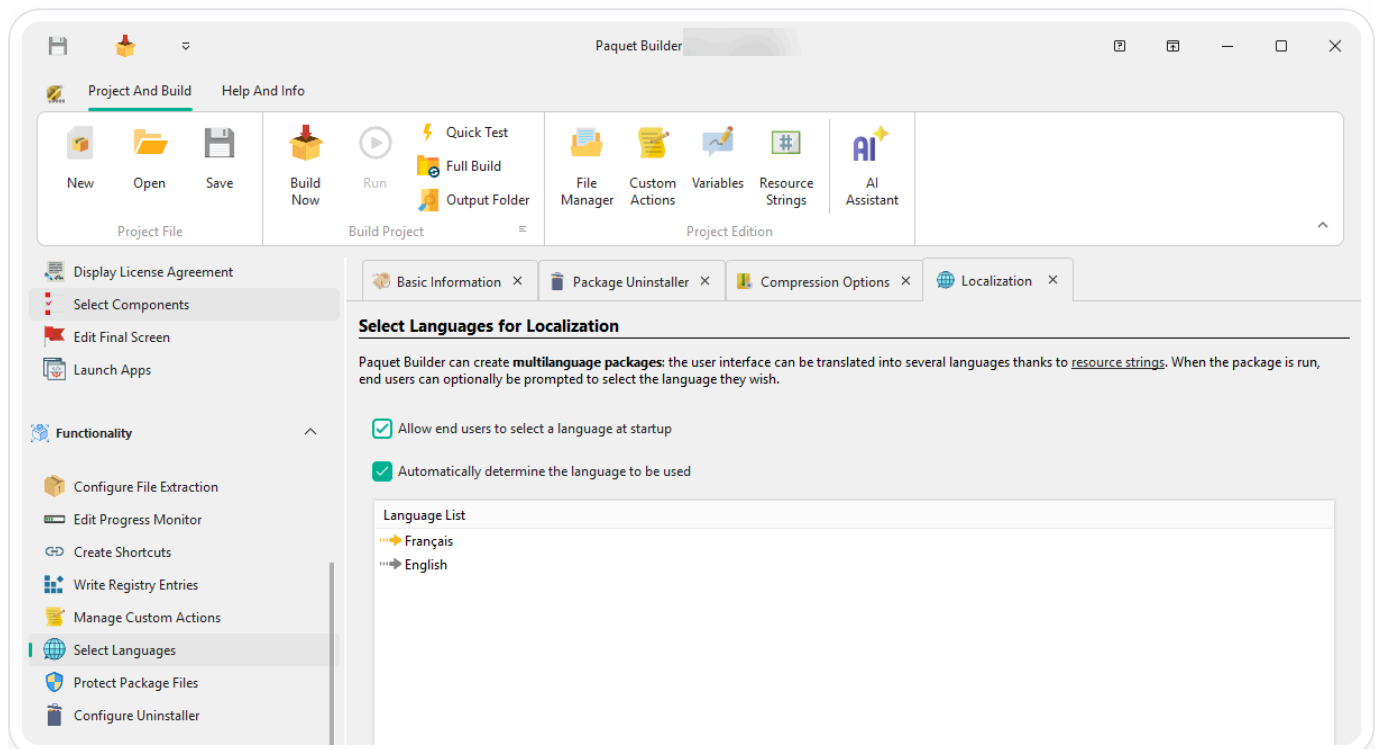 Paquet Builder
Project And Build
Help And Info
New
Open
Save
Build Now
Run
Quick Test
Full Build
Output Folder
File Manager
Custom Actions
Variables
Resource Strings
AI
AI Assistant
Project File
Build Project
Project Edition
Display License Agreement
Select Components
Edit Final Screen
Launch Apps
Functionality
Configure File Extraction
Edit Progress Monitor
Create Shortcuts
Write Registry Entries
Manage Custom Actions
Select Languages
Protect Package Files
Configure Uninstaller
Basic Information
Package Uninstaller
Compression Options
Localization
Select Languages for Localization
Paquet Builder can create multilanguage packages: the user interface can be translated into several languages thanks to resource strings. When the package is run,
end users can optionally be prompted to select the language they wish.
Allow end users to select a language at startup
Automatically determine the language to be used
Language List
Français
English